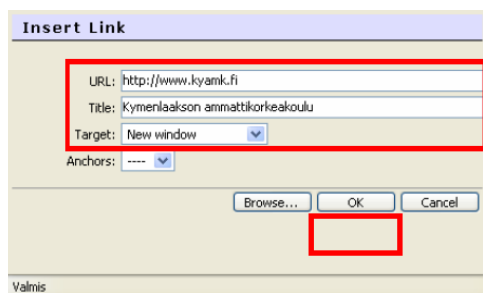 Insert Link
URL: http://www.kyamk.fi
Title: Kymenlaakson ammattikorkeakoulu
Target: New window
Anchors: ----
Browse... OK Cancel
Valmis